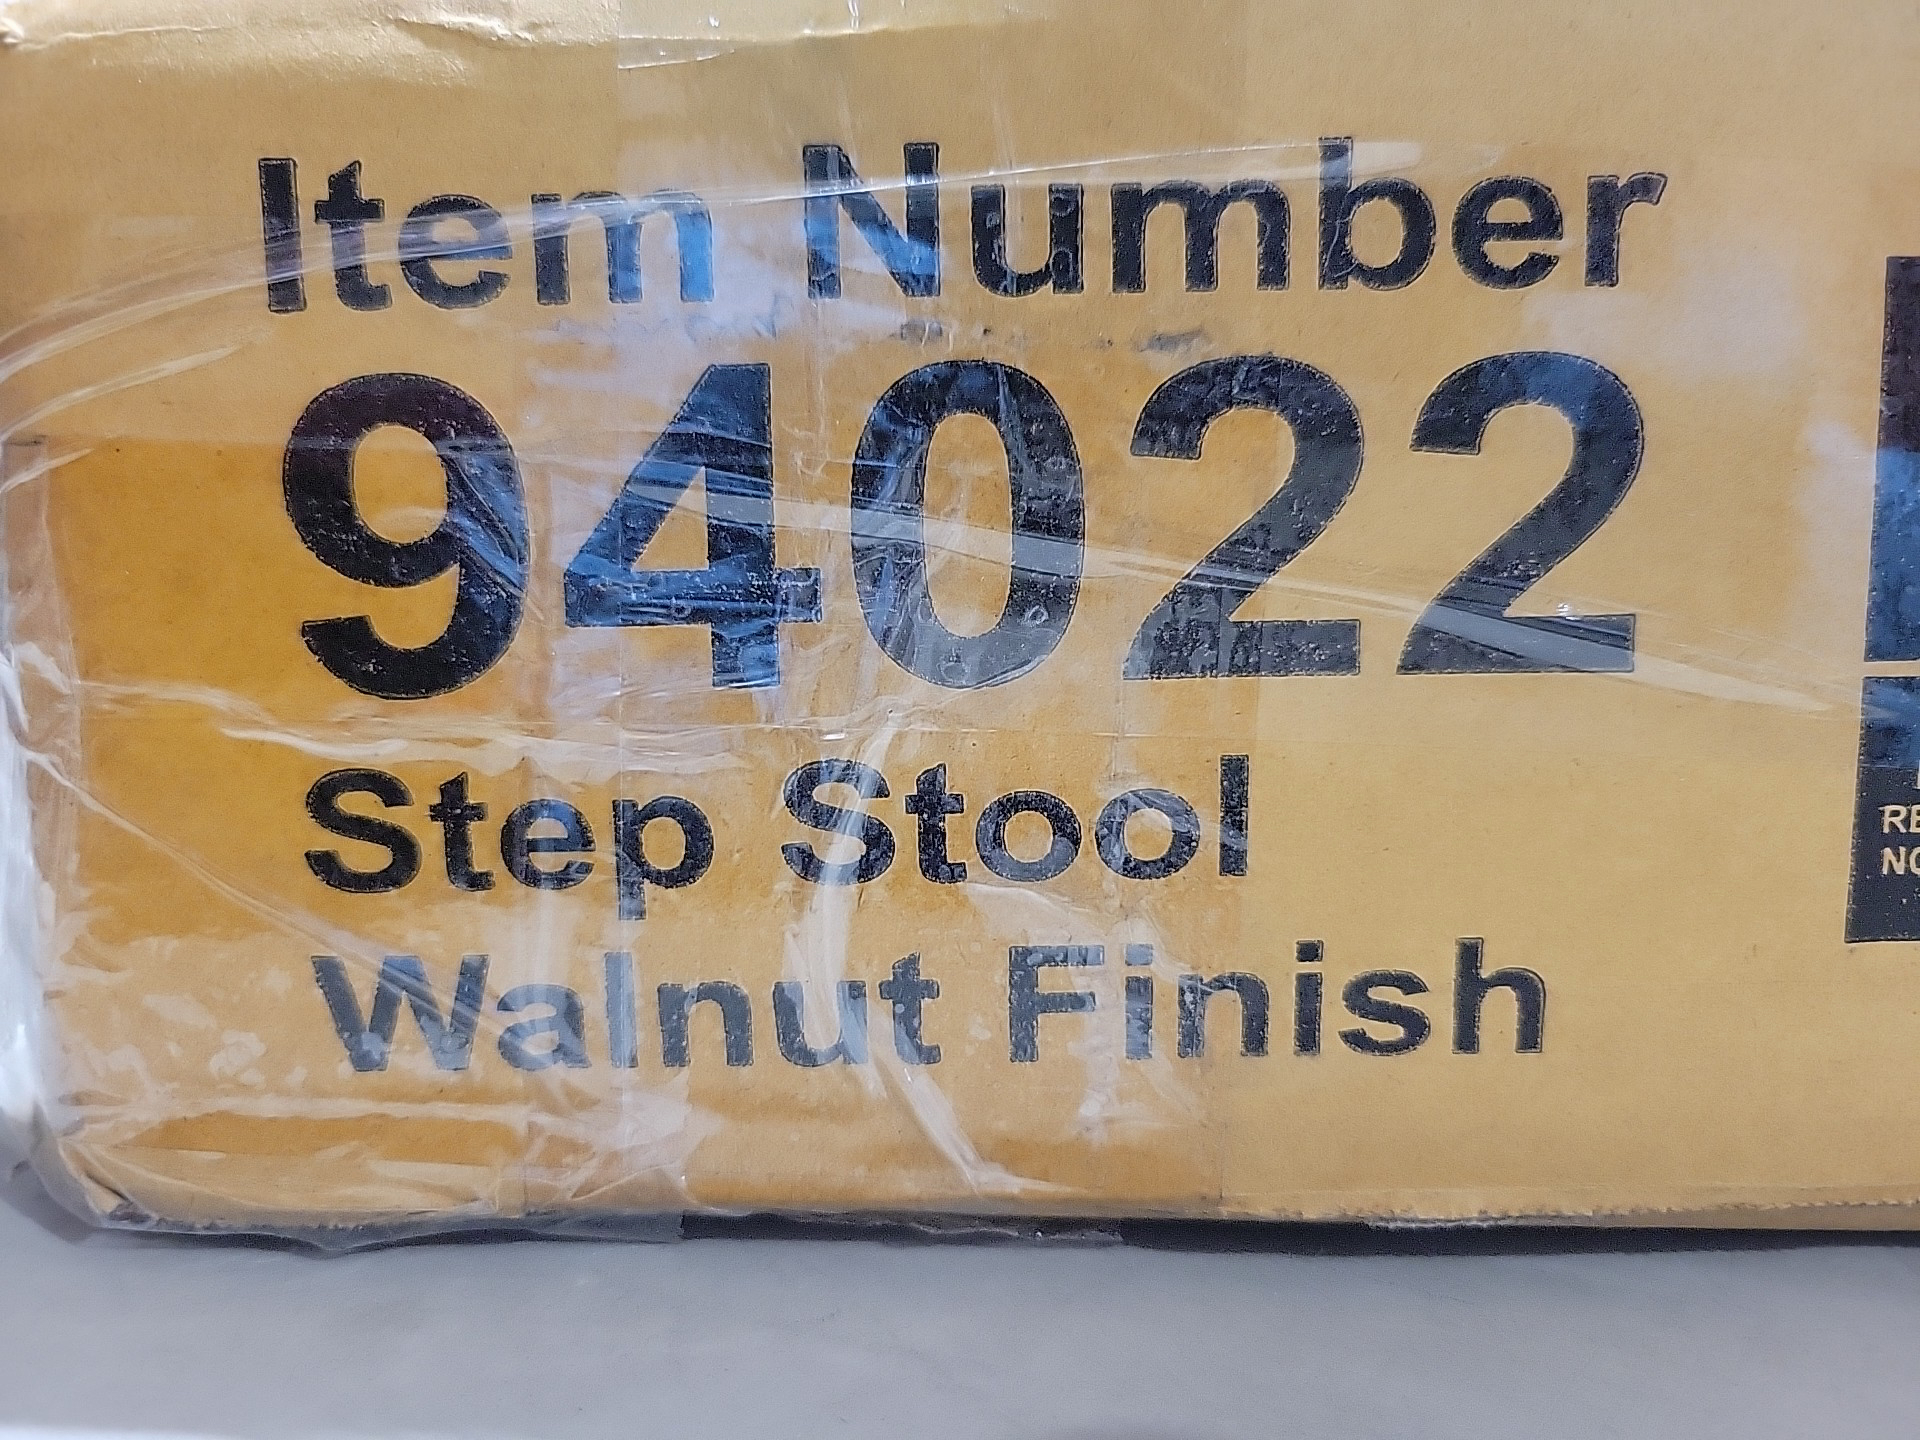 Item Number
94022
Step Stool
Walnut Finish